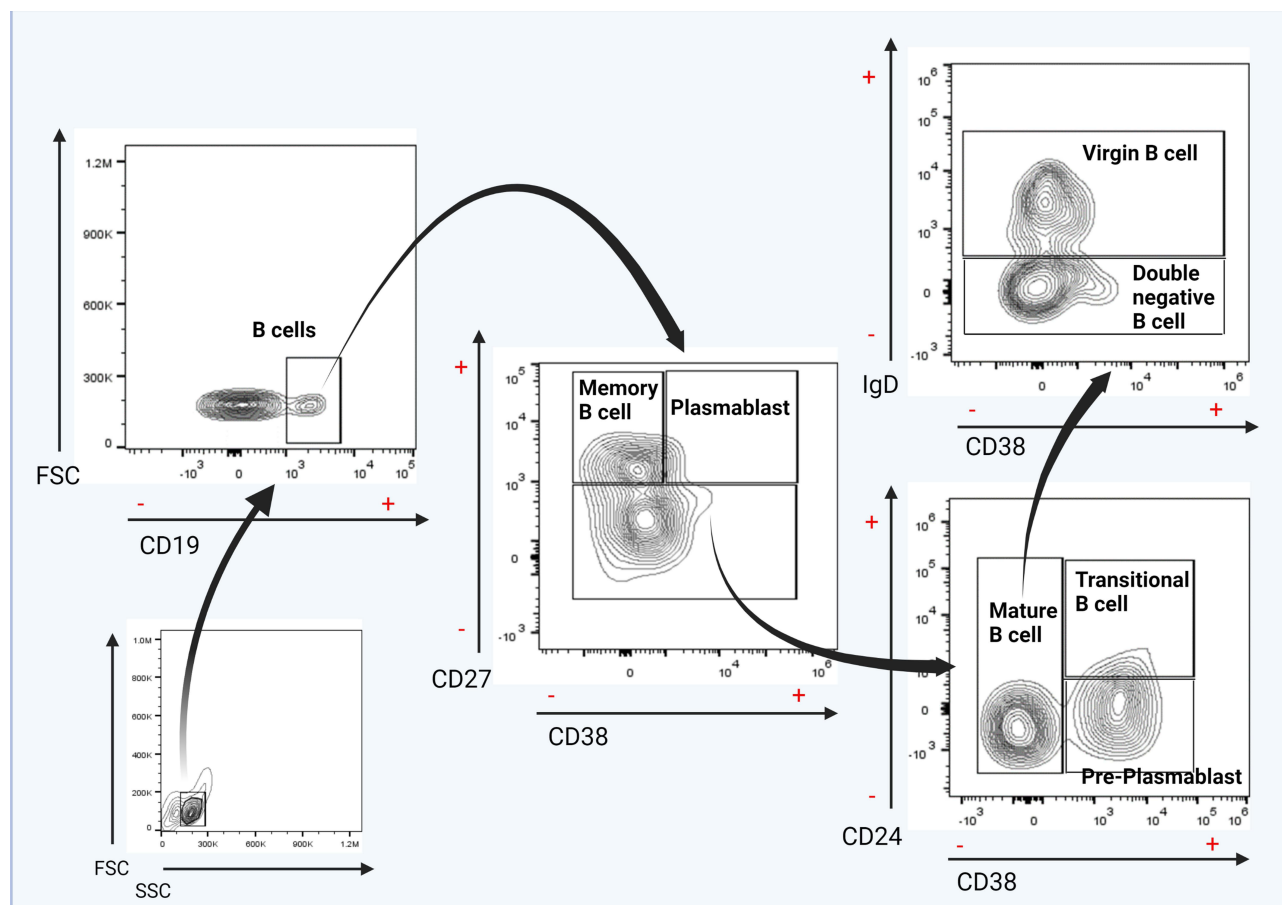 1.2M
900K
600K
300K
0
-10³
0
10³
10⁴
10⁵
B cells
FSC
-
+
CD19
1.0M
800K
600K
400K
200K
0
0
300K
600K
900K
1.2M
FSC
SSC
+
-
10⁵
10⁴
10³
0
-10³
0
10⁴
10⁶
Memory
B cell
Plasmablast
CD27
-
+
CD38
+
-
10⁶
10⁵
10⁴
10³
0
-10³
0
10⁴
10⁶
Virgin B cell
Double
negative
B cell
IgD
-
+
CD38
+
-
10⁶
10⁵
10⁴
0
-10³
-10³
0
10³
10⁴
10⁵
10⁶
Mature
B cell
Transitional
B cell
Pre-Plasmablast
CD24
-
+
CD38